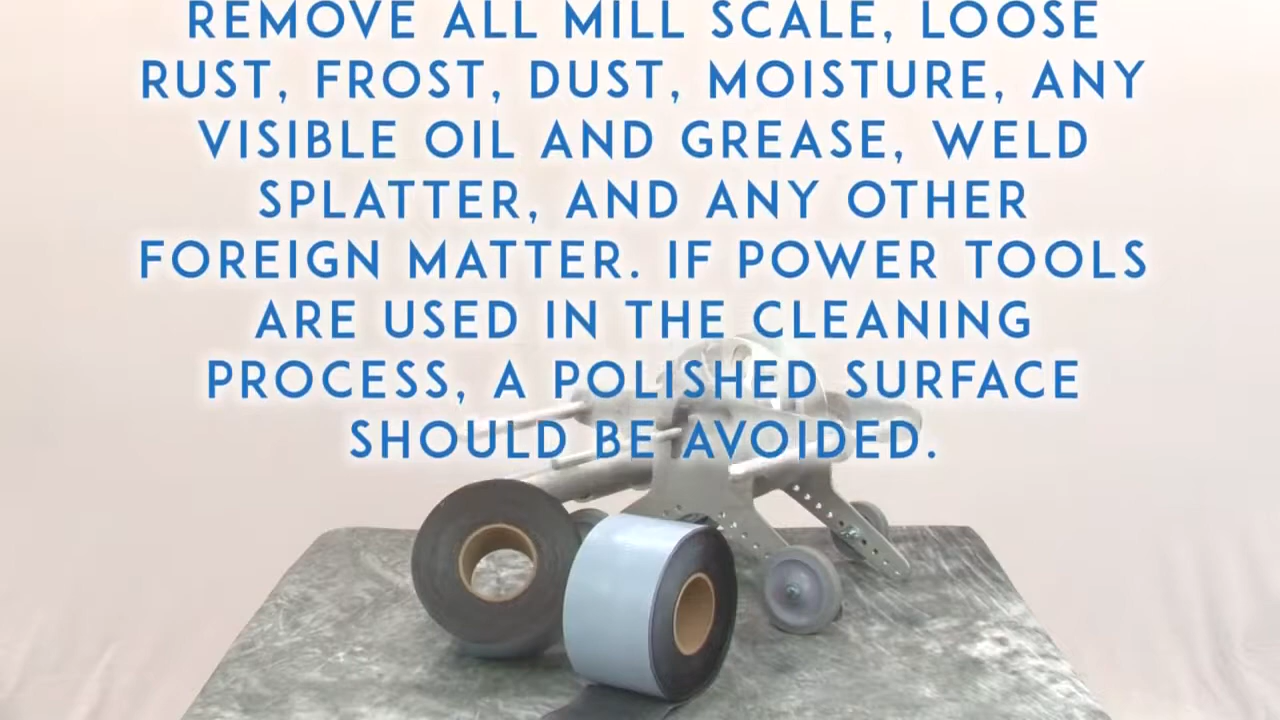 REMOVE ALL MILL SCALE, LOOSE
RUST, FROST, DUST, MOISTURE, ANY
VISIBLE OIL AND GREASE, WELD
SPLATTER, AND ANY OTHER
FOREIGN MATTER. IF POWER TOOLS
ARE USED IN THE CLEANING
PROCESS, A POLISHED SURFACE
SHOULD BE AVOIDED.